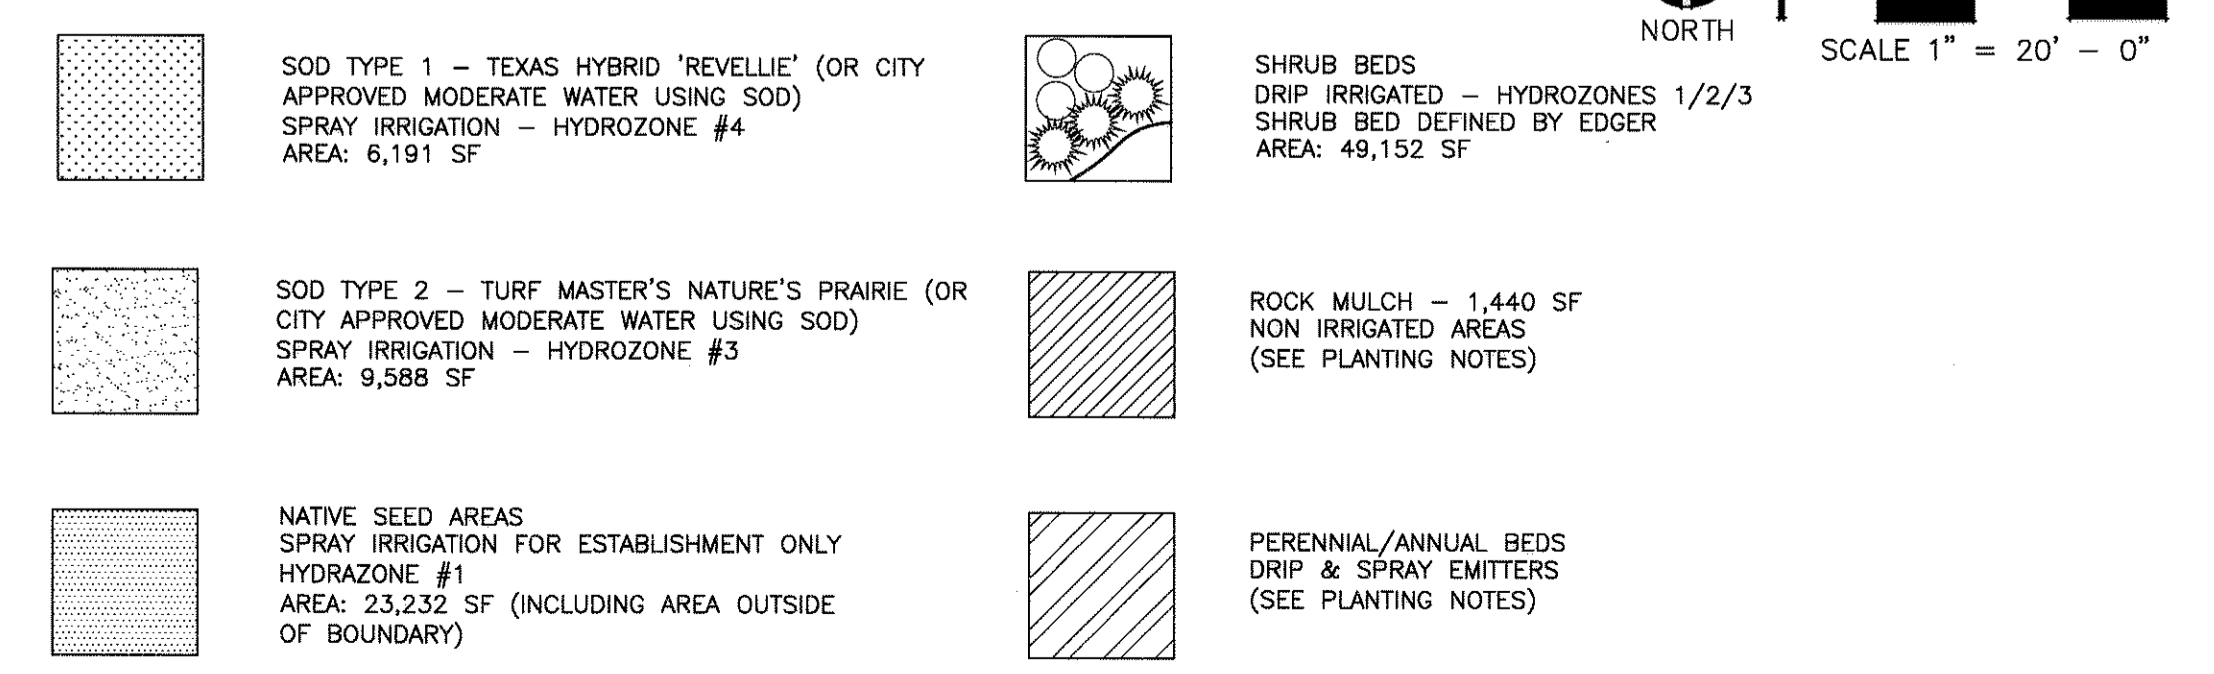 NORTH
SCALE 1" = 20' – 0"
SOD TYPE 1 – TEXAS HYBRID 'REVELLIE' (OR CITY
APPROVED MODERATE WATER USING SOD)
SPRAY IRRIGATION – HYDROZONE #4
AREA: 6,191 SF
SHRUB BEDS
DRIP IRRIGATED – HYDROZONES 1/2/3
SHRUB BED DEFINED BY EDGER
AREA: 49,152 SF
SOD TYPE 2 – TURF MASTER'S NATURE'S PRAIRIE (OR
CITY APPROVED MODERATE WATER USING SOD)
SPRAY IRRIGATION – HYDROZONE #3
AREA: 9,588 SF
ROCK MULCH – 1,440 SF
NON IRRIGATED AREAS
(SEE PLANTING NOTES)
NATIVE SEED AREAS
SPRAY IRRIGATION FOR ESTABLISHMENT ONLY
HYDRAZONE #1
AREA: 23,232 SF (INCLUDING AREA OUTSIDE
OF BOUNDARY)
PERENNIAL/ANNUAL BEDS
DRIP & SPRAY EMITTERS
(SEE PLANTING NOTES)